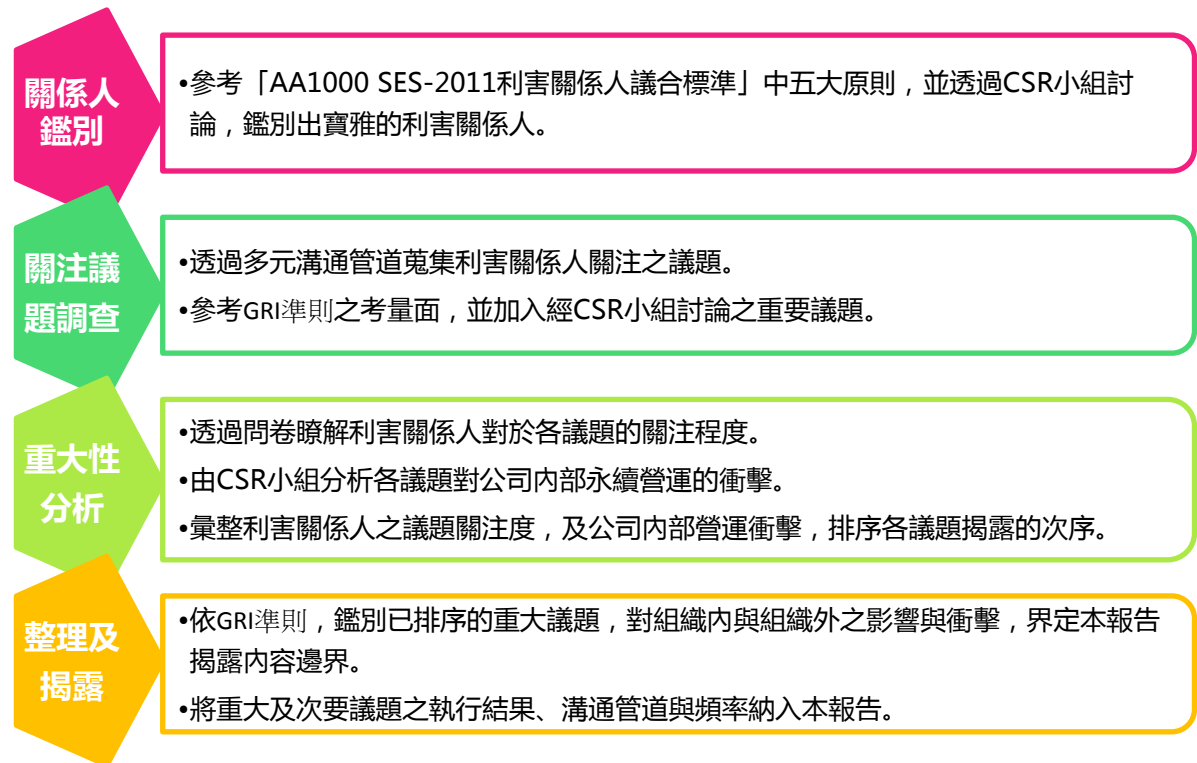 關係人
鑑別
•參考「AA1000 SES-2011利害關係人議合標準」中五大原則，並透過CSR小組討
論，鑑別出寶雅的利害關係人。
關注議
題調查
•透過多元溝通管道蒐集利害關係人關注之議題。
•參考GRI準則之考量面，並加入經CSR小組討論之重要議題。
重大性
分析
•透過問卷瞭解利害關係人對於各議題的關注程度。
•由CSR小組分析各議題對公司內部永續營運的衝擊。
•彙整利害關係人之議題關注度，及公司內部營運衝擊，排序各議題揭露的次序。
整理及
揭露
•依GRI準則，鑑別已排序的重大議題，對組織內與組織外之影響與衝擊，界定本報告
揭露內容邊界。
•將重大及次要議題之執行結果、溝通管道與頻率納入本報告。